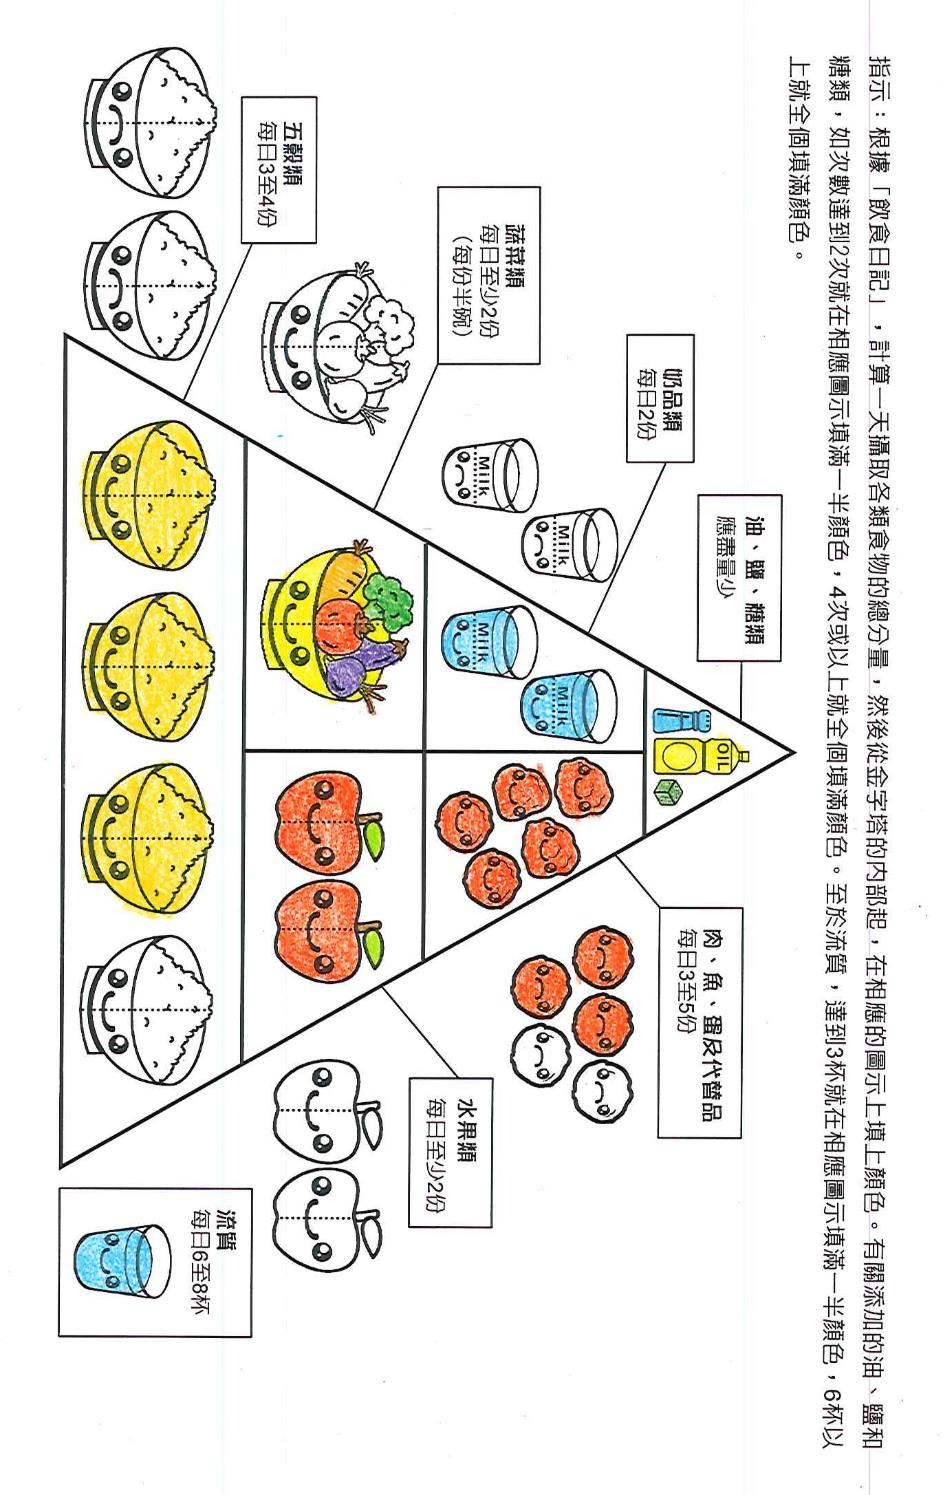 指示：根據「飲食日記」，計算一天攝取各類食物的總分量，然後從金字塔的內部起，在相應的圖示上填上顏色。有關添加的油、鹽和
糖類，如次數達到2次就在相應圖示填滿一半顏色，4次或以上就全個填滿顏色。至於流質，達到3杯就在相應圖示填滿一半顏色，6杯以
上就全個填滿顏色。
油、鹽、糖類
應盡量少
OIL
奶品類
每日2份
Milk
Milk
Milk
Milk
肉、魚、蛋及代替品
每日3至5份
蔬菜類
每日至少2份
（每份半碗）
水果類
每日至少2份
五穀類
每日3至4份
流質
每日6至8杯